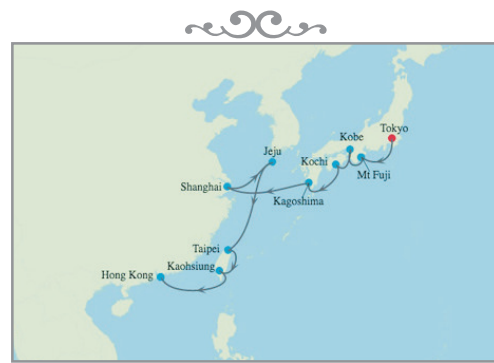 Tokyo
Kobe
Jeju
Kochi
Mt Fuji
Shanghai
Kagoshima
Taipei
Kaohsiung
Hong Kong